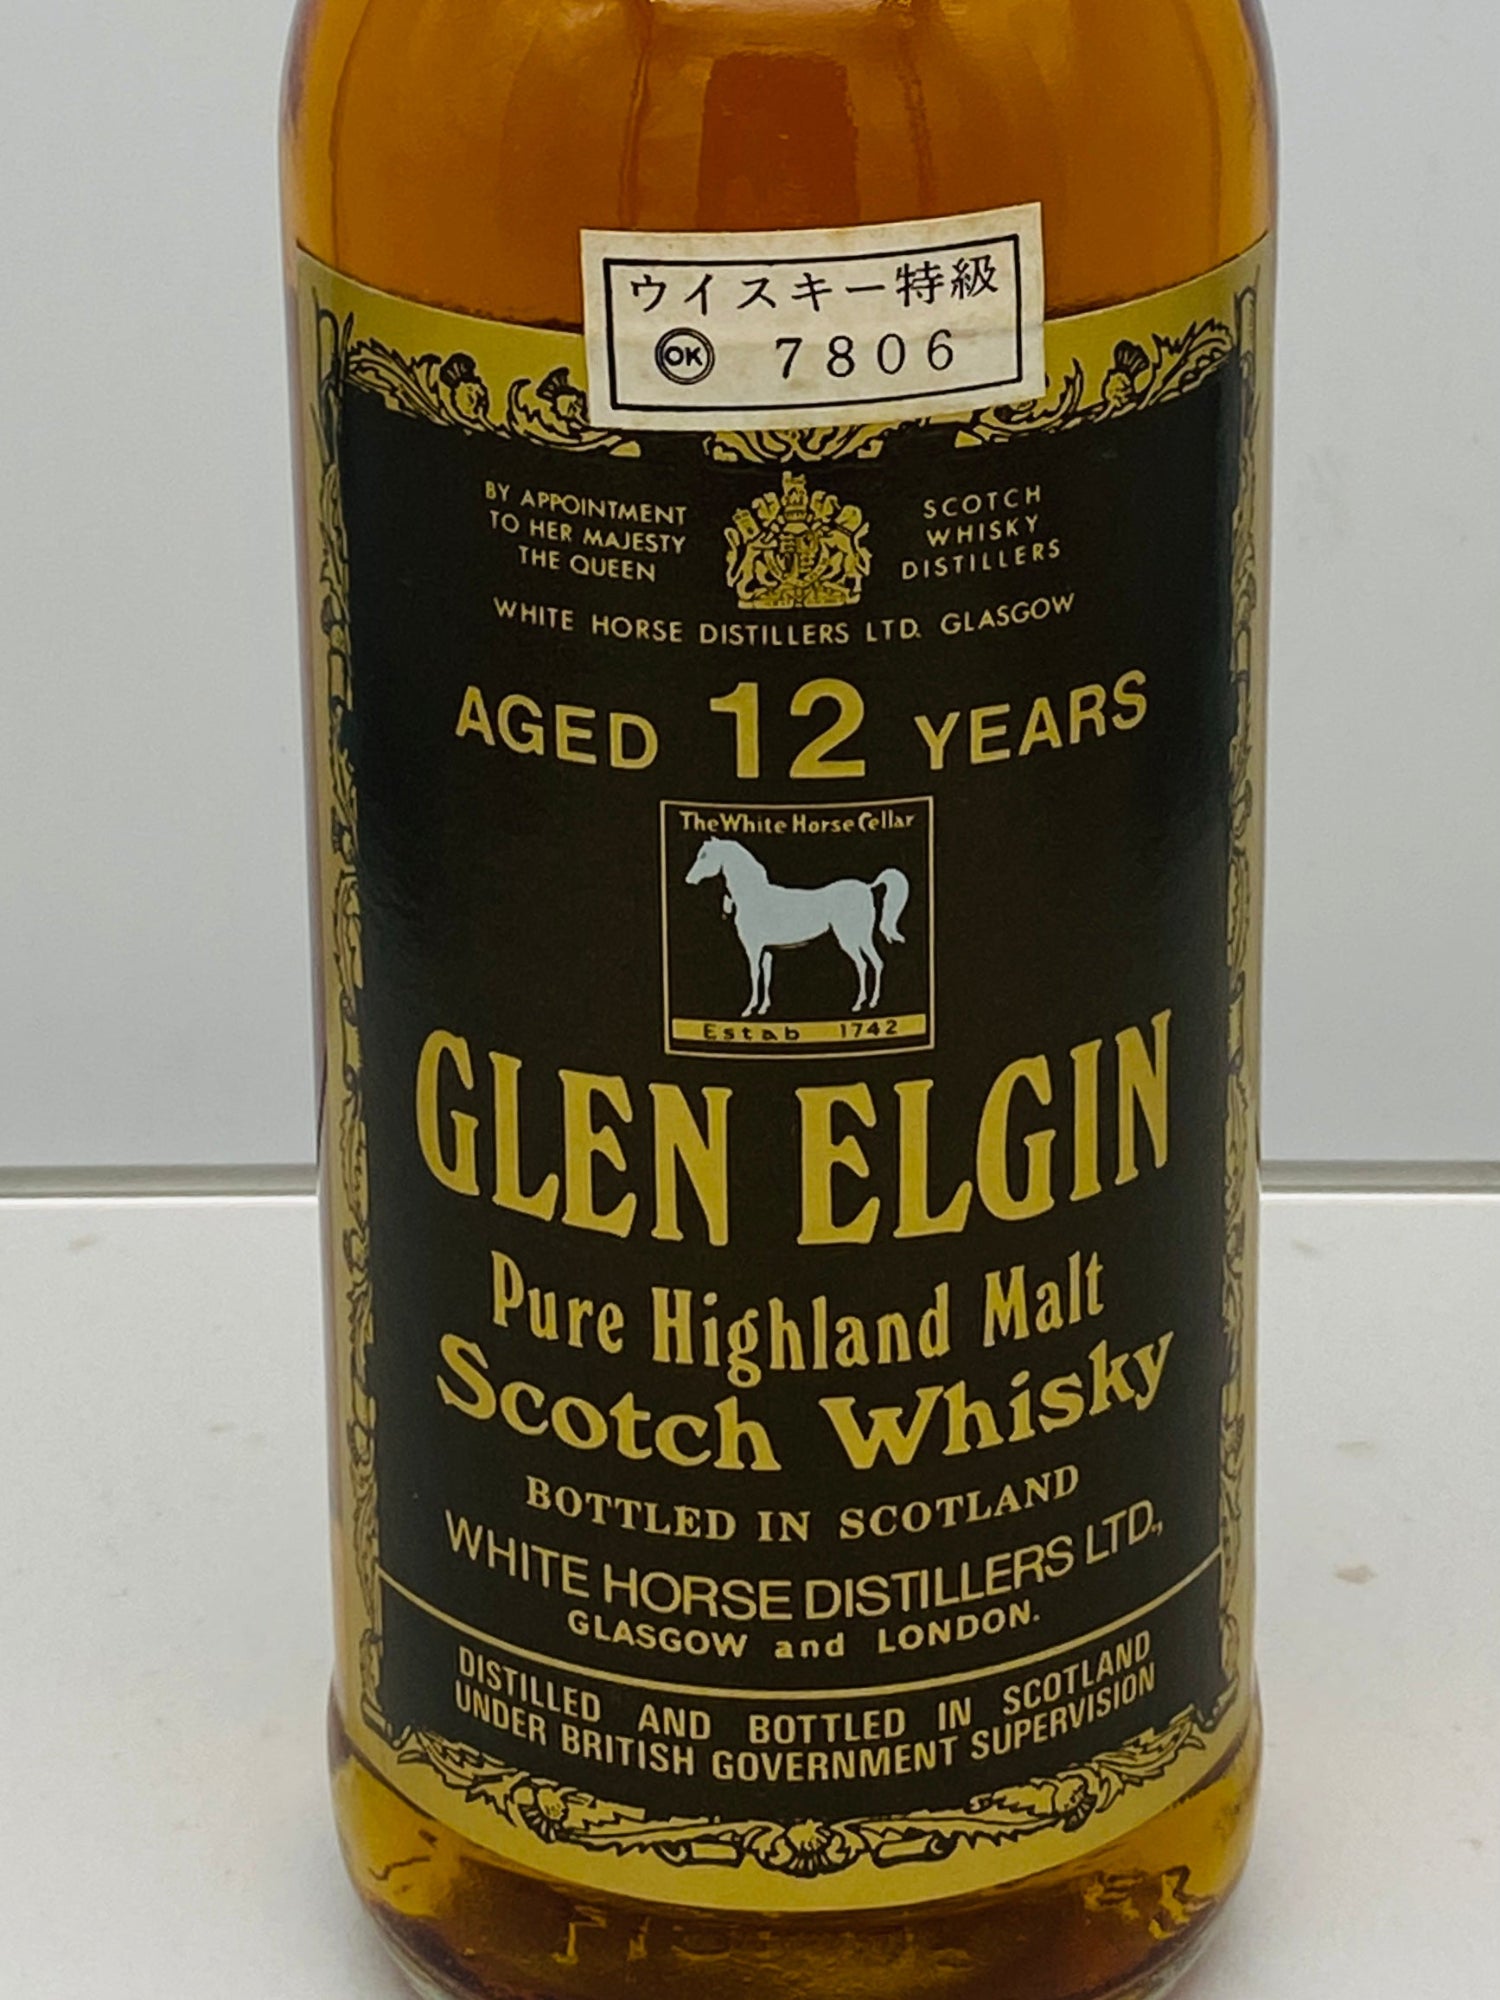 ウイスキー特級
OK 7806
BY APPOINTMENT
TO HER MAJESTY
THE QUEEN
SCOTCH
WHISKY
DISTILLERS
WHITE HORSE DISTILLERS LTD. GLASGOW
AGED 12 YEARS
The White Horse Cellar
Estab 1742
GLEN ELGIN
Pure Highland Malt
Scotch Whisky
BOTTLED IN SCOTLAND
WHITE HORSE DISTILLERS LTD.,
GLASGOW and LONDON.
DISTILLED AND BOTTLED IN SCOTLAND
UNDER BRITISH GOVERNMENT SUPERVISION